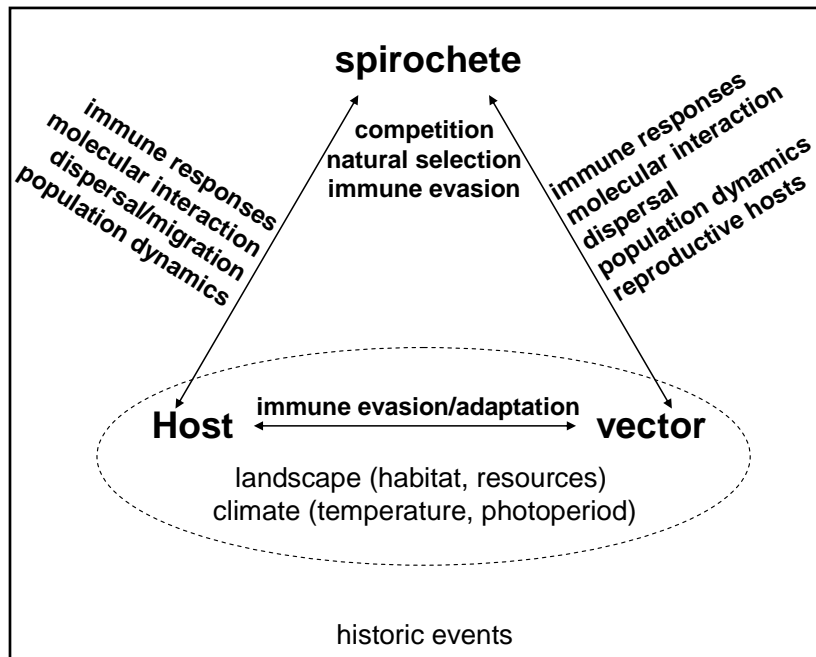 spirochete
competition
natural selection
immune evasion
immune responses
molecular interaction
dispersal/migration
population dynamics
immune responses
molecular interaction
dispersal
population dynamics
reproductive hosts
Host
immune evasion/adaptation
vector
landscape (habitat, resources)
climate (temperature, photoperiod)
historic events